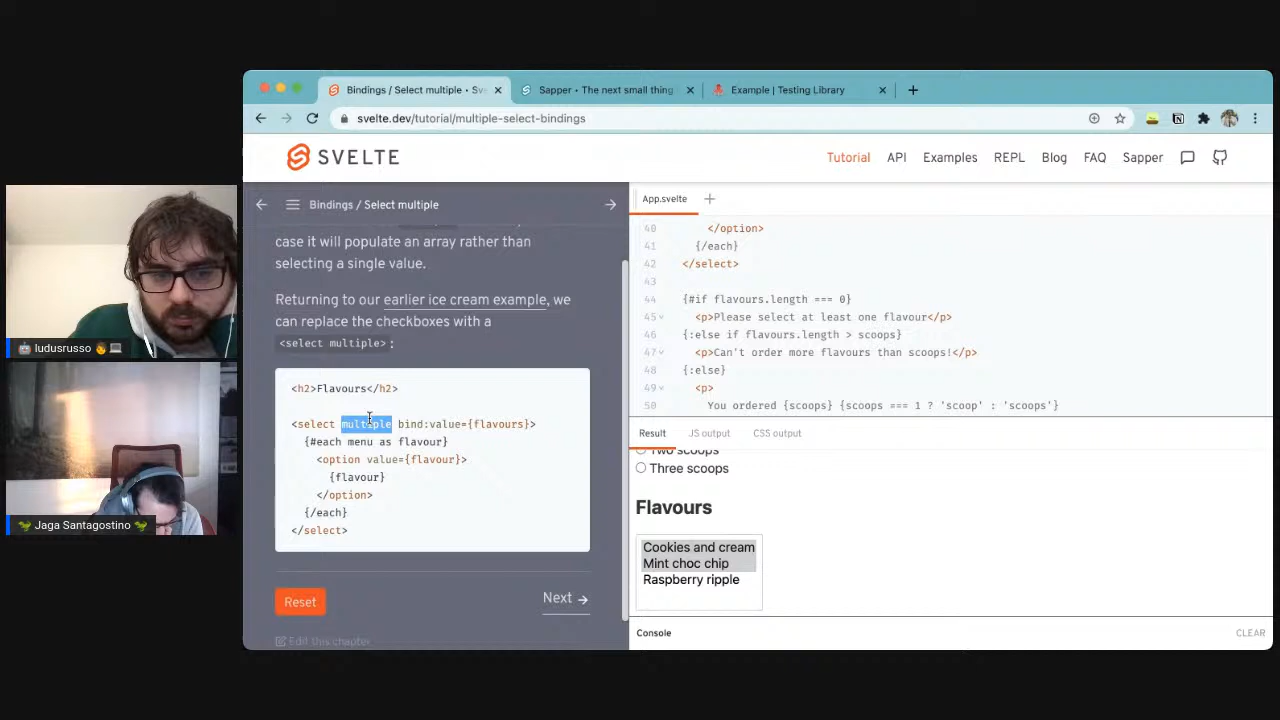 Bindings / Select multiple • Sve
Sapper • The next small thing
Example | Testing Library
svelte.dev/tutorial/multiple-select-bindings
SVELTE
Tutorial API Examples REPL Blog FAQ Sapper
Bindings / Select multiple
case it will populate an array rather than
selecting a single value.
Returning to our earlier ice cream example, we
can replace the checkboxes with a
<select multiple>:
<h2>Flavours</h2>
<select multiple bind:value={flavours}>
{#each menu as flavour}
<option value={flavour}>
{flavour}
</option>
{/each}
</select>
Reset
Next →
Edit this chapter
App.svelte
40 </option>
41 {/each}
42 </select>
43
44 {#if flavours.length === 0}
45 <p>Please select at least one flavour</p>
46 {:else if flavours.length > scoops}
47 <p>Can't order more flavours than scoops!</p>
48 {:else}
49 <p>
50 You ordered {scoops} {scoops === 1 ? 'scoop' : 'scoops'}
Result JS output CSS output
Two scoops
Three scoops
Flavours
Cookies and cream
Mint choc chip
Raspberry ripple
Console
CLEAR
ludusrusso
Jaga Santagostino